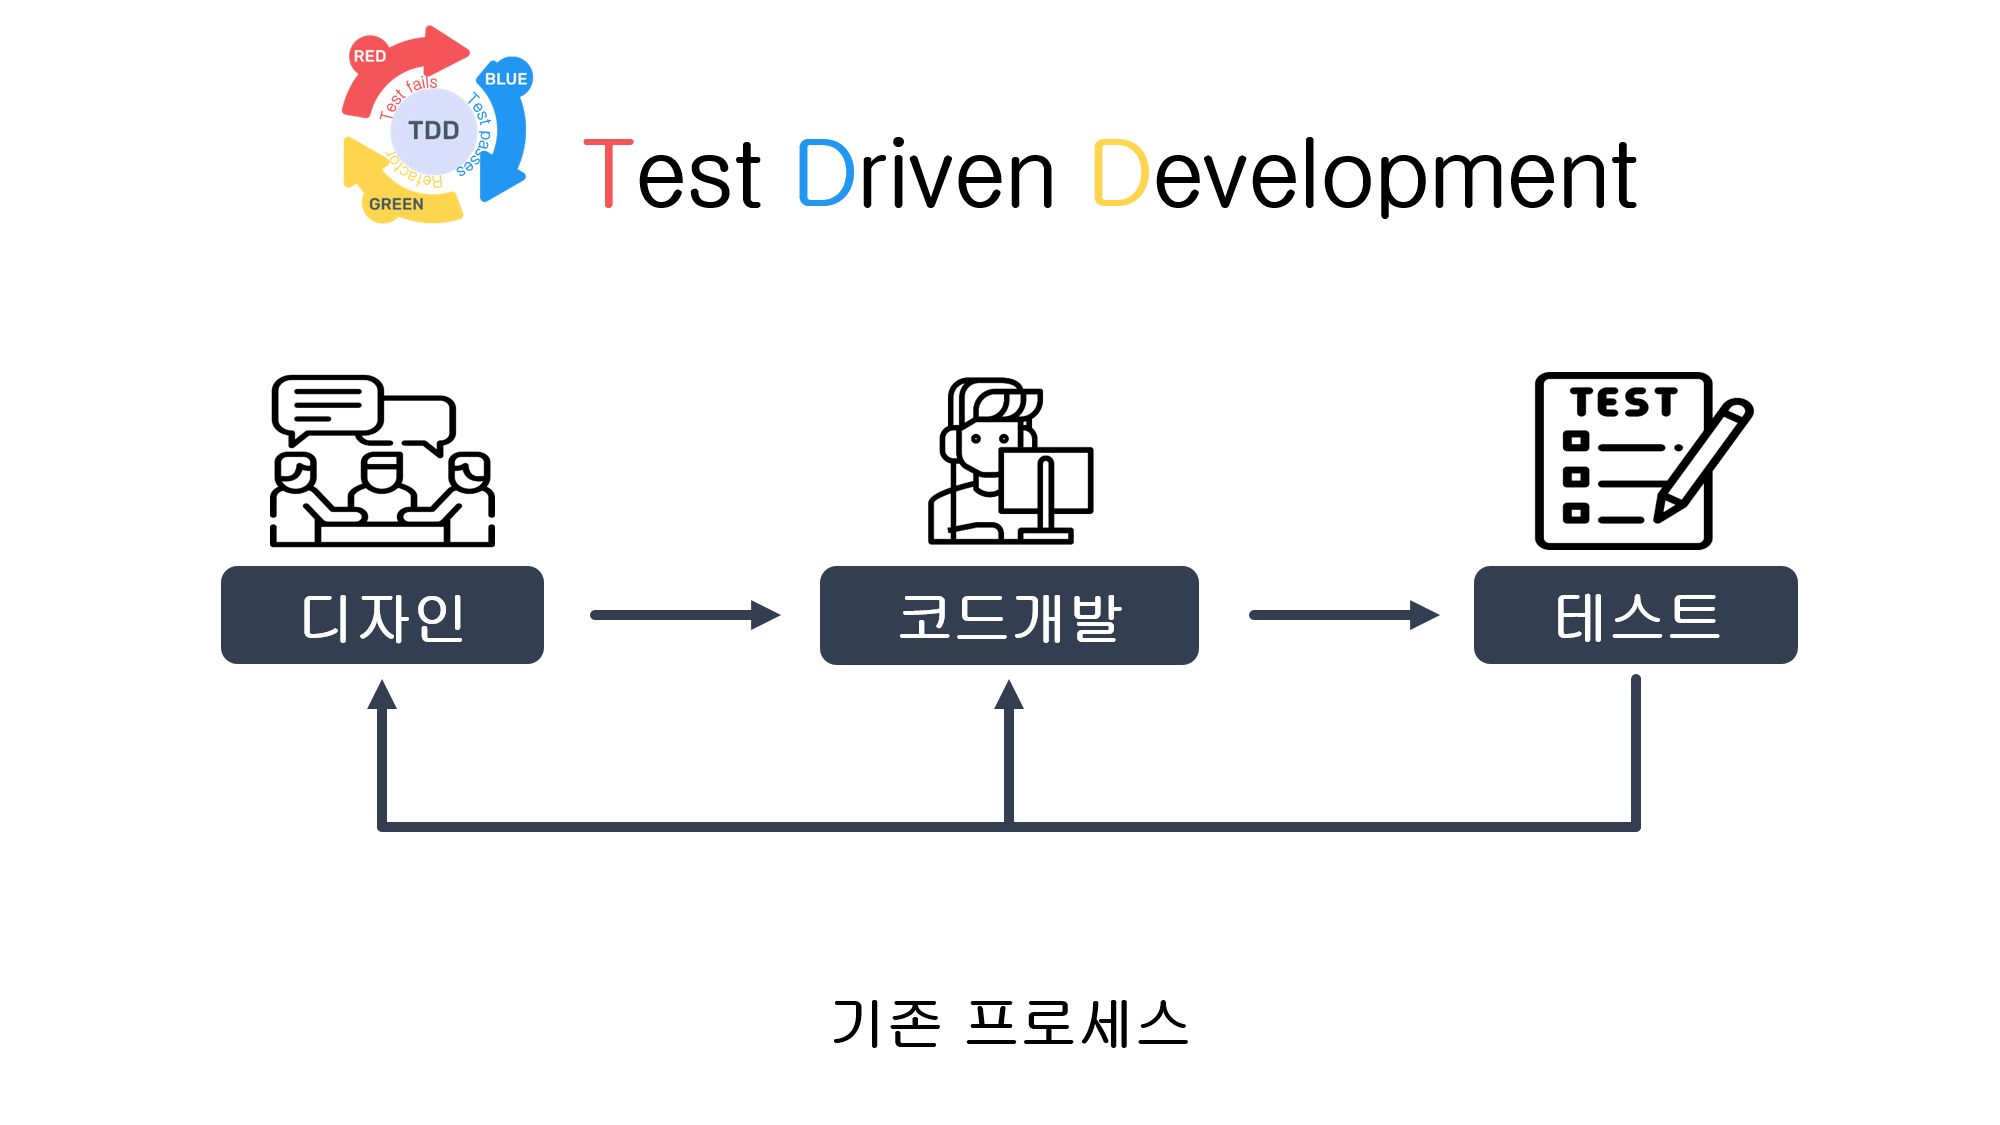 RED
BLUE
Test fails
Test passes
TDD
Refactor
GREEN
Test Driven Development
TEST
디자인
코드개발
테스트
기존 프로세스